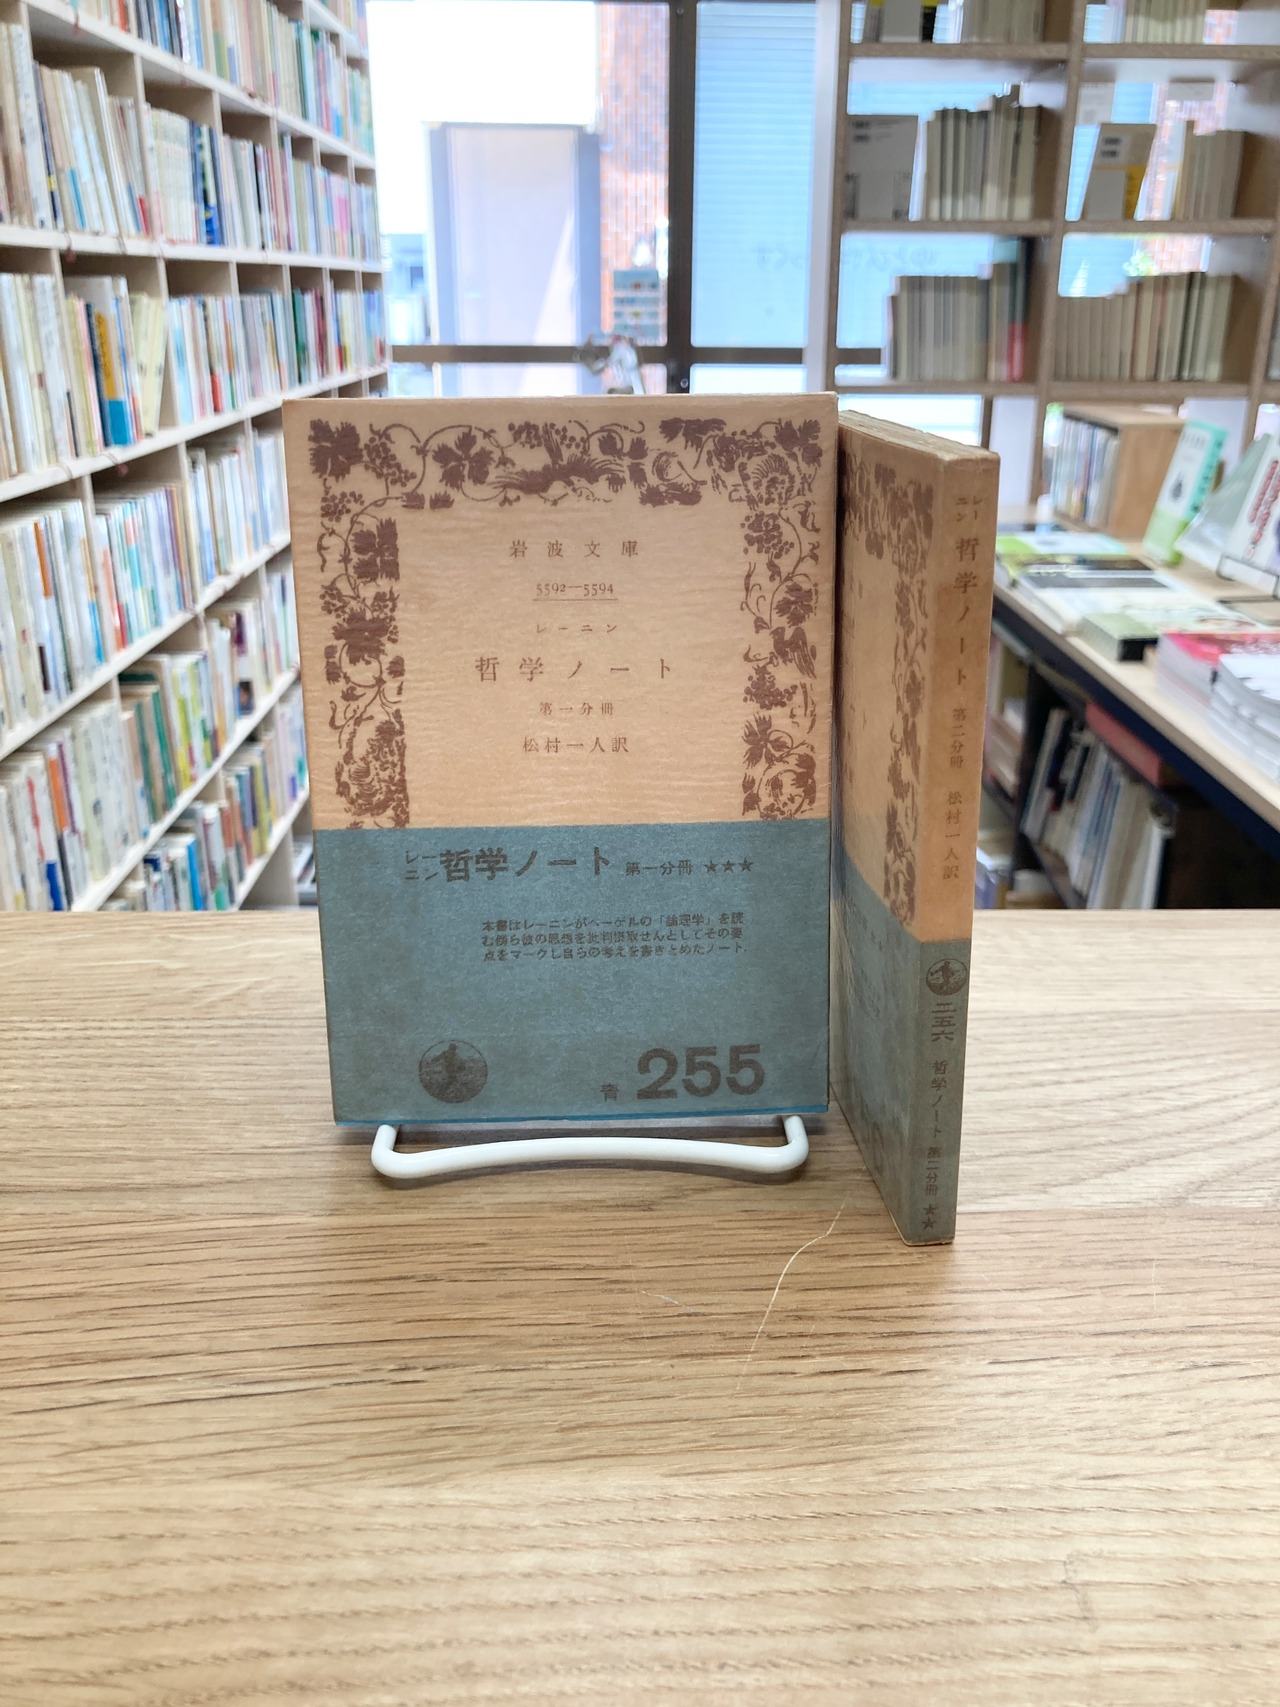 岩波文庫
5592—5594
レーニン
哲学ノート
第一分冊
松村一人訳
レーニン 哲学ノート 第一分冊 ★★★
本書はレーニンがヘーゲルの「論理学」を読
む傍ら彼の思想を批判摂取せんとしてその要
点をマークし自らの考えを書きとめたノート.
青 255
レーニン 哲学ノート 第二分冊 松村一人訳
二五六 哲学ノート 第二分冊 ★★